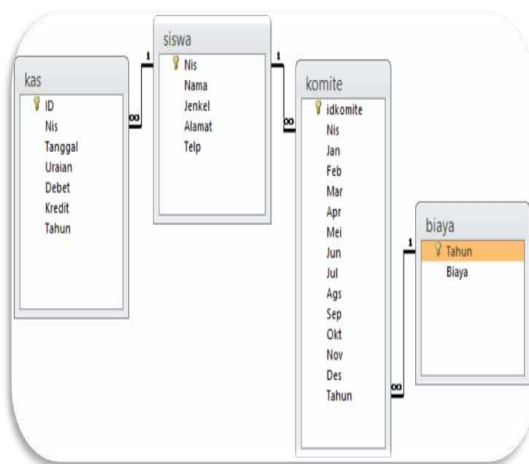 kas
ID
Nis
Tanggal
Uraian
Debet
Kredit
Tahun
siswa
Nis
Nama
Jenkel
Alamat
Telp
komite
idkomite
Nis
Jan
Feb
Mar
Apr
Mei
Jun
Jul
Ags
Sep
Okt
Nov
Des
Tahun
biaya
Tahun
Biaya
1
∞
1
∞
1
∞